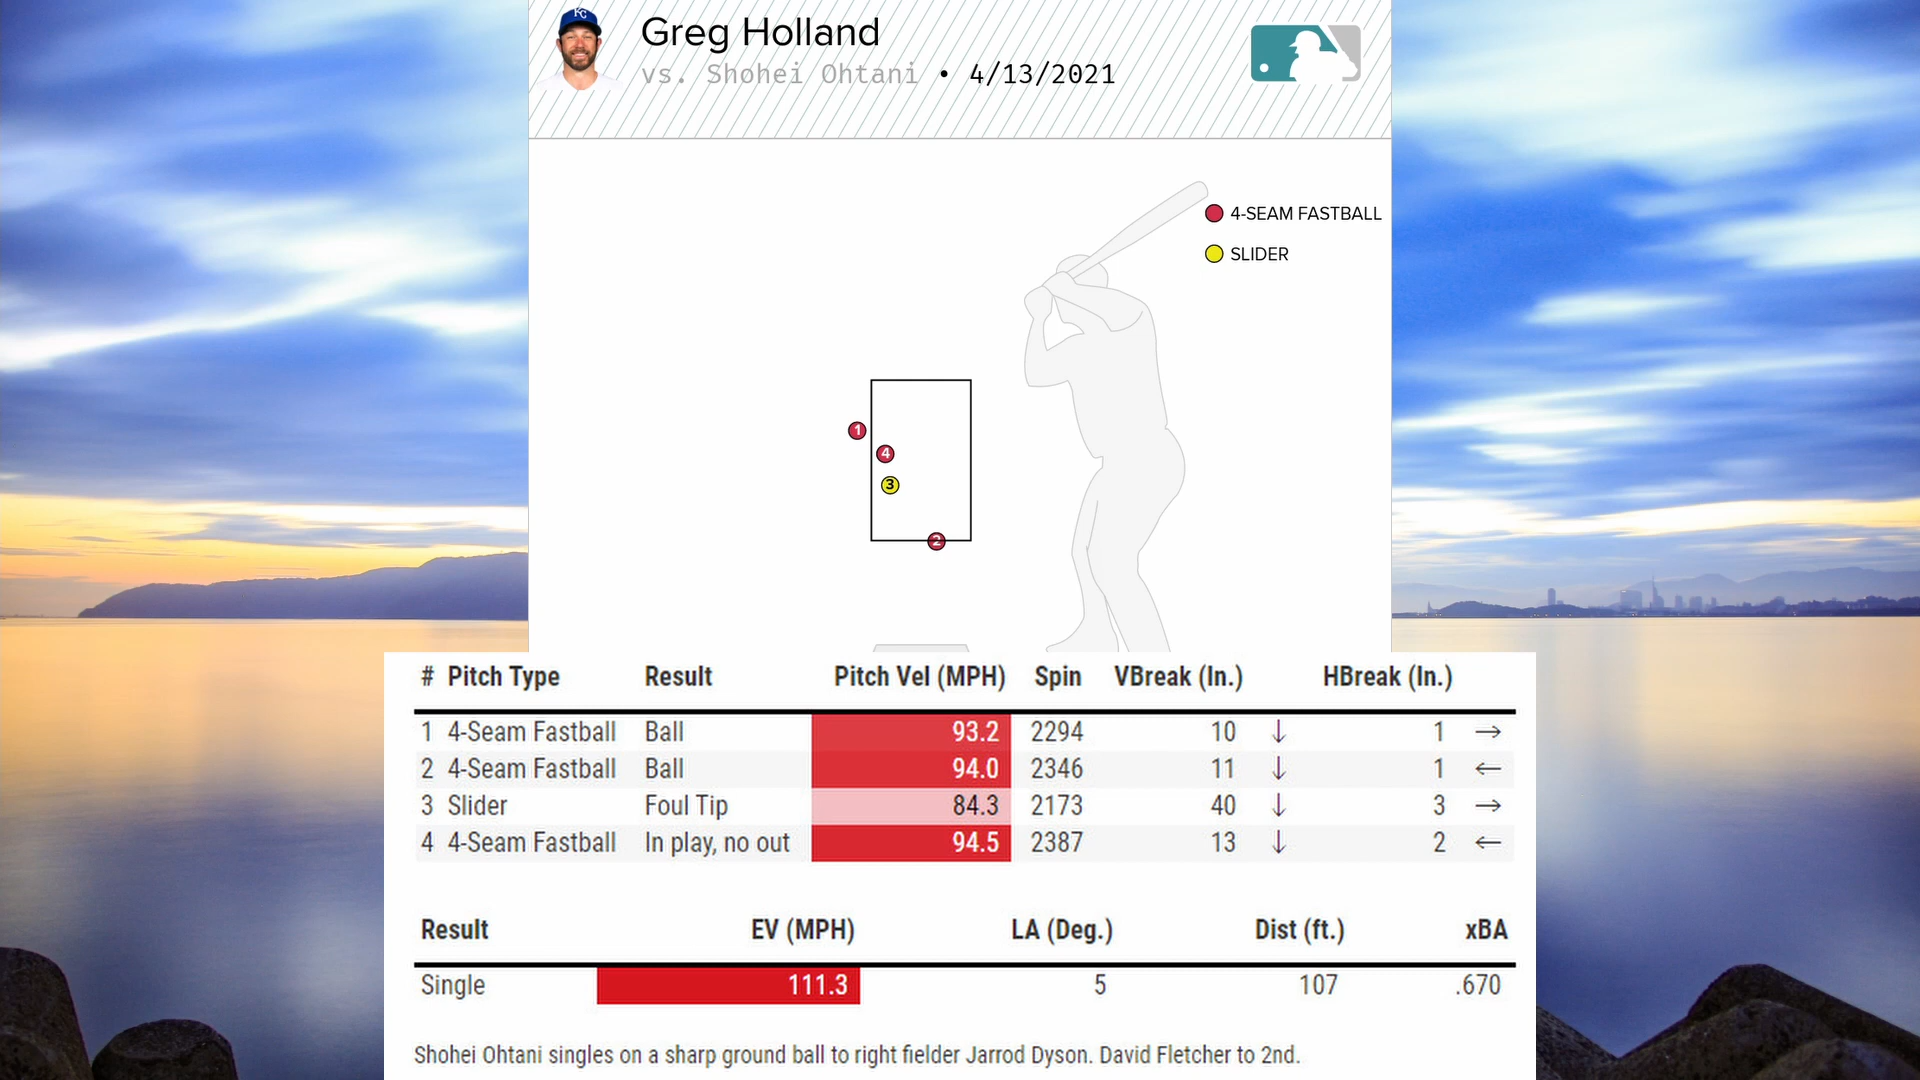 KC
Greg Holland
vs. Shohei Ohtani • 4/13/2021
4-SEAM FASTBALL
SLIDER
1
4
3
2
# Pitch Type Result Pitch Vel (MPH) Spin VBreak (In.) HBreak (In.)
1 4-Seam Fastball Ball 93.2 2294 10 ↓ 1 →
2 4-Seam Fastball Ball 94.0 2346 11 ↓ 1 ←
3 Slider Foul Tip 84.3 2173 40 ↓ 3 →
4 4-Seam Fastball In play, no out 94.5 2387 13 ↓ 2 ←
Result EV (MPH) LA (Deg.) Dist (ft.) xBA
Single 111.3 5 107 .670
Shohei Ohtani singles on a sharp ground ball to right fielder Jarrod Dyson. David Fletcher to 2nd.